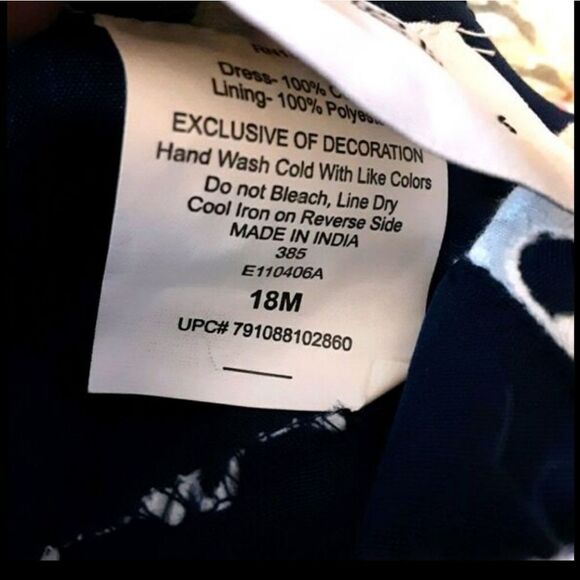 Dress- 100%
Lining- 100%
EXCLUSIVE OF DECORATION
Hand Wash Cold With Like Colors
Do not Bleach, Line Dry
Cool Iron on Reverse Side
MADE IN INDIA
385
E110406A
18M
UPC# 791088102860